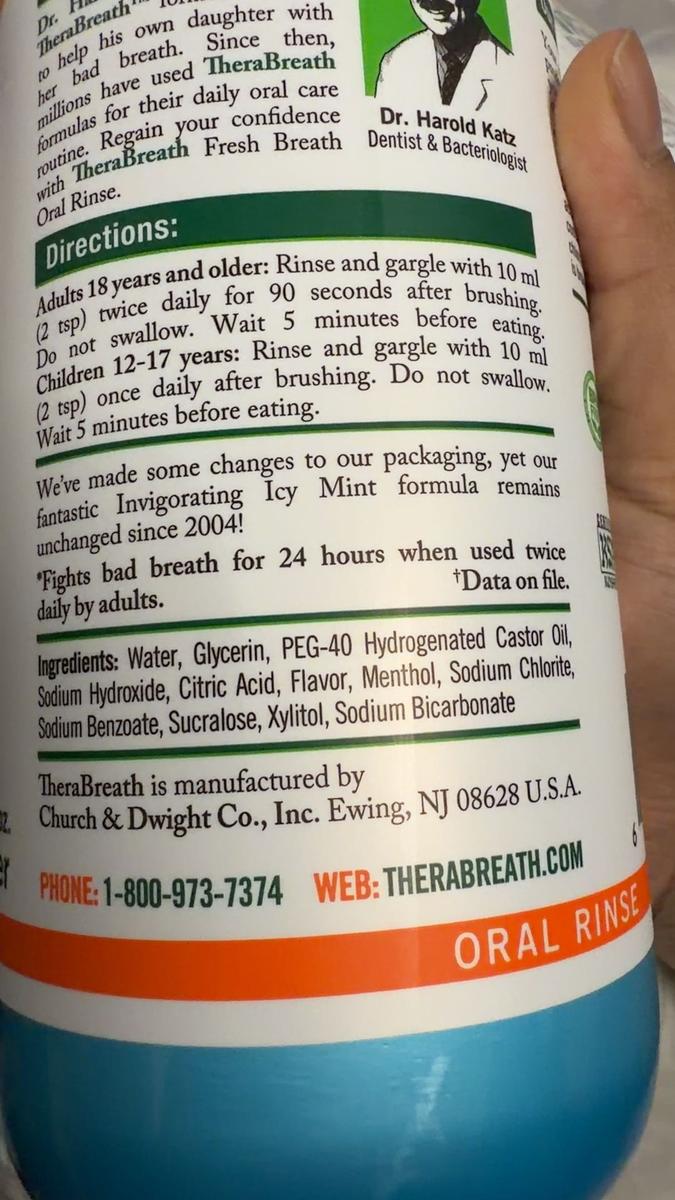 Dr.
TheraBreath™
to help his own daughter with
her bad breath. Since then,
millions have used TheraBreath
formulas for their daily oral care
routine. Regain your confidence
with TheraBreath Fresh Breath
Oral Rinse.
Dr. Harold Katz
Dentist & Bacteriologist
Directions:
Adults 18 years and older: Rinse and gargle with 10 ml
(2 tsp) twice daily for 90 seconds after brushing.
Do not swallow. Wait 5 minutes before eating.
Children 12-17 years: Rinse and gargle with 10 ml
(2 tsp) once daily after brushing. Do not swallow.
Wait 5 minutes before eating.
We've made some changes to our packaging, yet our
fantastic Invigorating Icy Mint formula remains
unchanged since 2004!
*Fights bad breath for 24 hours when used twice
daily by adults. †Data on file.
Ingredients: Water, Glycerin, PEG-40 Hydrogenated Castor Oil,
Sodium Hydroxide, Citric Acid, Flavor, Menthol, Sodium Chlorite,
Sodium Benzoate, Sucralose, Xylitol, Sodium Bicarbonate
TheraBreath is manufactured by
Church & Dwight Co., Inc. Ewing, NJ 08628 U.S.A.
PHONE: 1-800-973-7374 WEB: THERABREATH.COM
ORAL RINSE